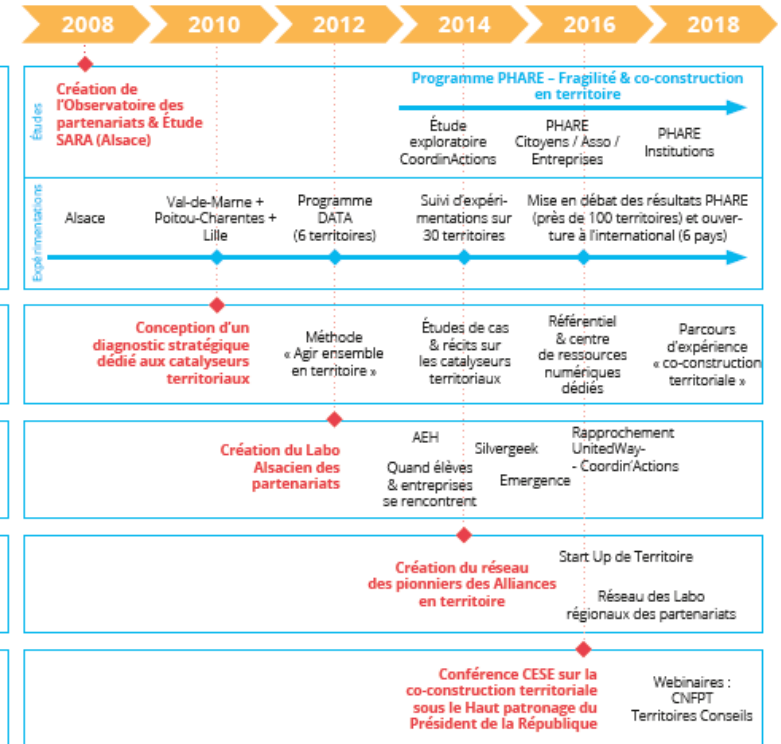 2008
2010
2012
2014
2016
2018
Études
Création de
l'Observatoire des
partenariats & Étude
SARA (Alsace)
Programme PHARE – Fragilité & co-construction
en territoire
Étude
exploratoire
CoordinActions
PHARE
Citoyens / Asso /
Entreprises
PHARE
Institutions
Expérimentations
Alsace
Val-de-Marne +
Poitou-Charentes +
Lille
Programme
DATA
(6 territoires)
Suivi d'expéri-
mentations sur
30 territoires
Mise en débat des résultats PHARE
(près de 100 territoires) et ouver-
ture à l'international (6 pays)
Conception d'un
diagnostic stratégique
dédié aux catalyseurs
territoriaux
Méthode
« Agir ensemble
en territoire »
Études de cas
& récits sur
les catalyseurs
territoriaux
Référentiel
& centre
de ressources
numériques
dédiés
Parcours
d'expérience
« co-construction
territoriale »
Création du Labo
Alsacien des
partenariats
AEH
Quand élèves
& entreprises
se rencontrent
Silvergeek
Emergence
Rapprochement
UnitedWay-
- Coordin'Actions
Création du réseau
des pionniers des Alliances
en territoire
Start Up de Territoire
Réseau des Labo
régionaux des partenariats
Conférence CESE sur la
co-construction territoriale
sous le Haut patronage du
Président de la République
Webinaires :
CNFPT
Territoires Conseils